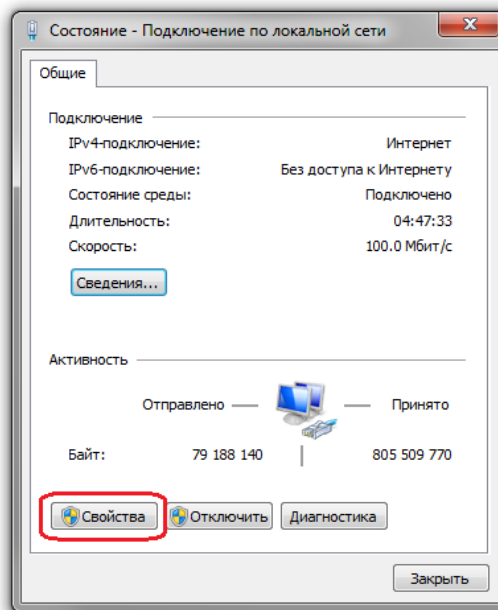 Состояние - Подключение по локальной сети
Общие
Подключение
IPv4-подключение: Интернет
IPv6-подключение: Без доступа к Интернету
Состояние среды: Подключено
Длительность: 04:47:33
Скорость: 100.0 Мбит/с
Сведения...
Активность
Отправлено — — Принято
Байт: 79 188 140 | 805 509 770
Свойства Отключить Диагностика
Закрыть